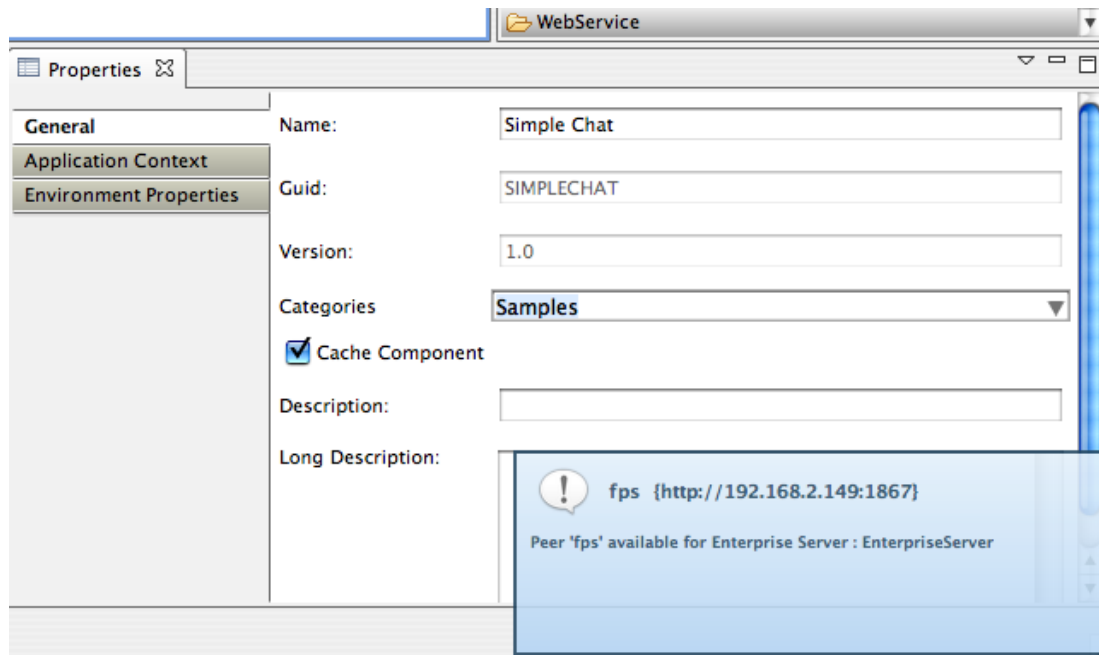 WebService
Properties
General
Application Context
Environment Properties
Name:
Simple Chat
Guid:
SIMPLECHAT
Version:
1.0
Categories
Samples
Cache Component
Description:
Long Description:
fps {http://192.168.2.149:1867}
Peer 'fps' available for Enterprise Server : EnterpriseServer